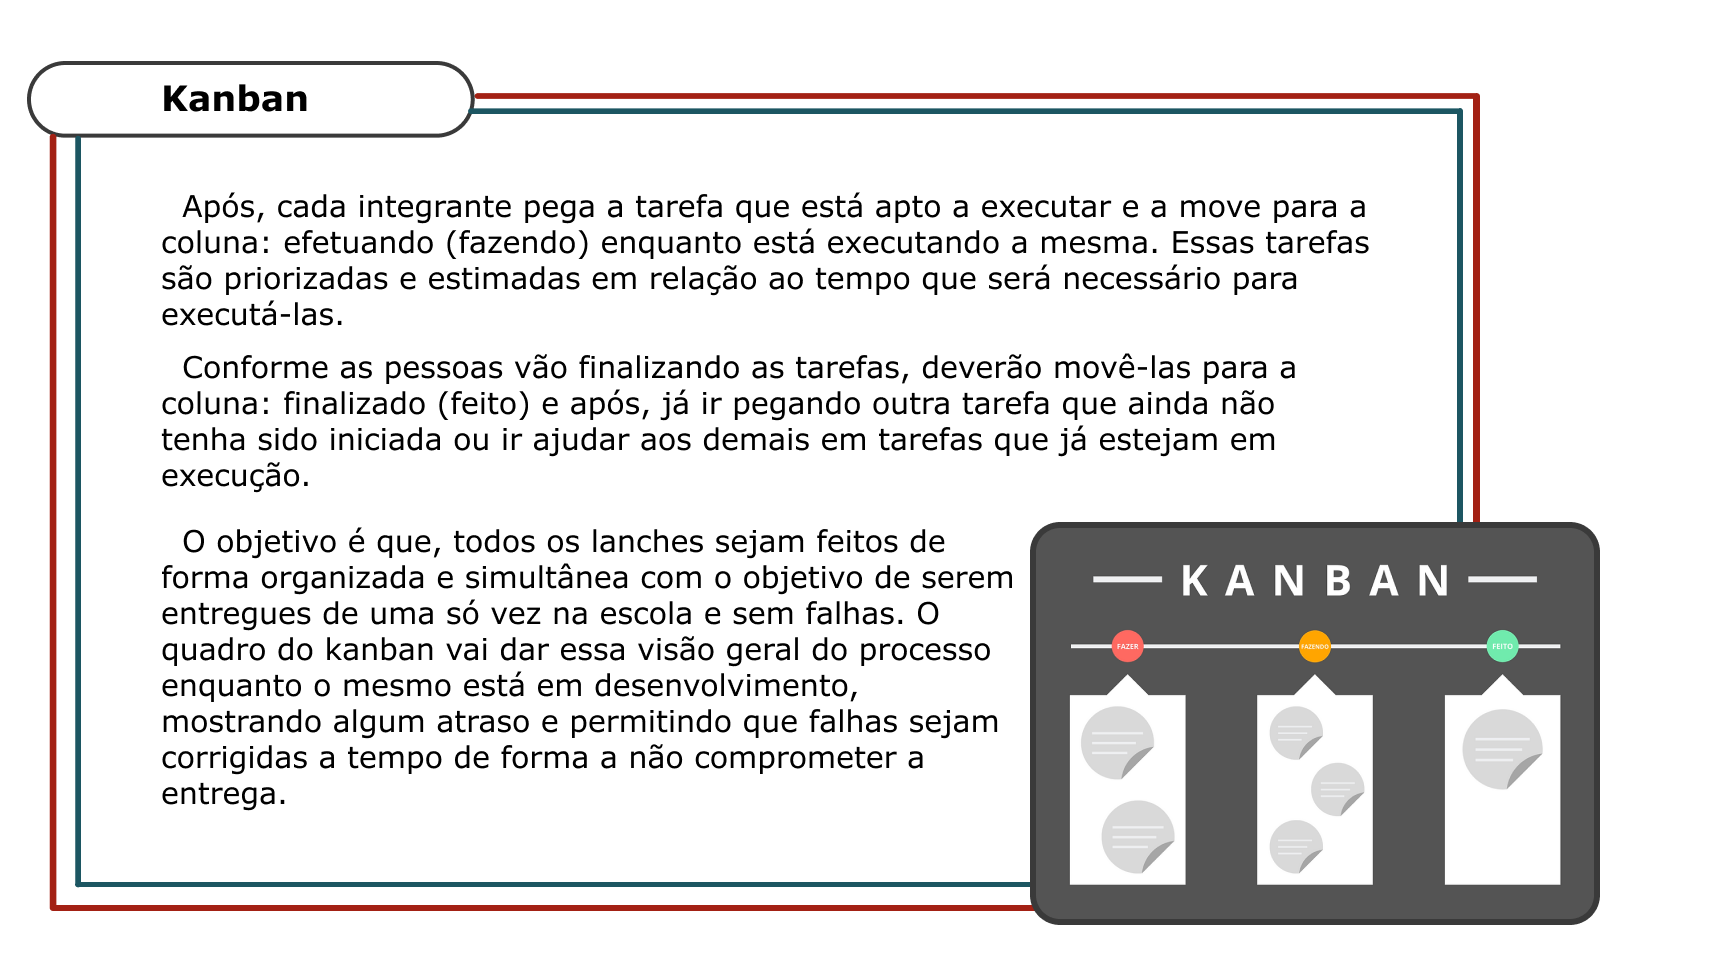 Kanban
Após, cada integrante pega a tarefa que está apto a executar e a move para a
coluna: efetuando (fazendo) enquanto está executando a mesma. Essas tarefas
são priorizadas e estimadas em relação ao tempo que será necessário para
executá-las.
Conforme as pessoas vão finalizando as tarefas, deverão movê-las para a
coluna: finalizado (feito) e após, já ir pegando outra tarefa que ainda não
tenha sido iniciada ou ir ajudar aos demais em tarefas que já estejam em
execução.
O objetivo é que, todos os lanches sejam feitos de
forma organizada e simultânea com o objetivo de serem
entregues de uma só vez na escola e sem falhas. O
quadro do kanban vai dar essa visão geral do processo
enquanto o mesmo está em desenvolvimento,
mostrando algum atraso e permitindo que falhas sejam
corrigidas a tempo de forma a não comprometer a
entrega.
KANBAN
FAZER
FAZENDO
FEITO